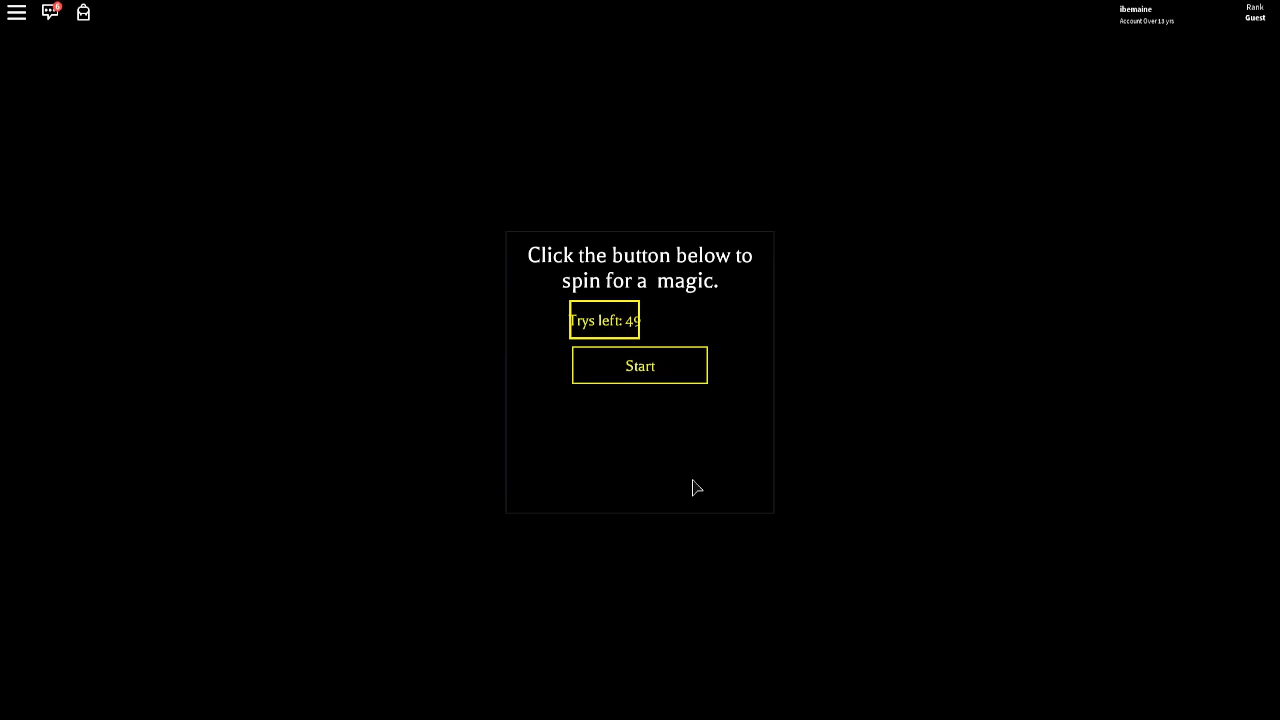 6
ibemaine
Account Over 13 yrs
Rank
Guest
Click the button below to
spin for a  magic.
Trys left: 49
Start